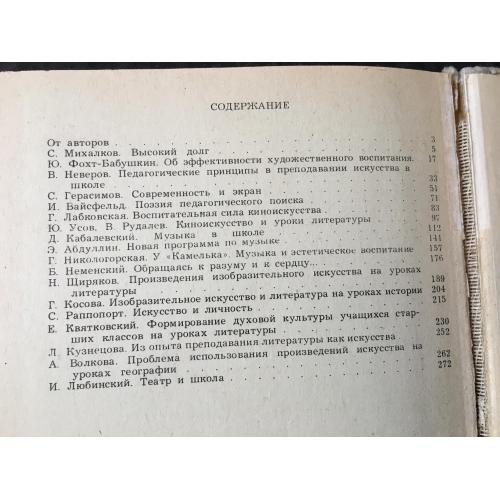 СОДЕРЖАНИЕ
От авторов . . . . . . . . . . 3
С. Михалков. Высокий долг . . . . . . . . 5
Ю. Фохт-Бабушкин. Об эффективности художественного воспитания. 17
В. Неверов. Педагогические принципы в преподавании искусства в
школе . . . . . . . . . . 33
С. Герасимов. Современность и экран . . . . . . 51
И. Вайсфельд. Поэзия педагогического поиска . . . . . 71
Г. Лабковская. Воспитательная сила киноискусства . . . . 83
Ю. Усов, В. Рудалев. Киноискусство и уроки литературы . . . 97
Д. Кабалевский. Музыка в школе . . . . . . 112
Э. Абдуллин. Новая программа по музыке . . . . . 141
Г. Никологорская. У «Камелька». Музыка и эстетическое воспитание 157
Б. Неменский. Обращаясь к разуму и к сердцу... . . . . 176
Н. Щиряков. Произведения изобразительного искусства на уроках
литературы . . . . . . . . . 189
Г. Косова. Изобразительное искусство и литература на уроках истории 204
С. Раппопорт. Искусство и личность . . . . . . 215
Е. Квятковский. Формирование духовой культуры учащихся стар-
ших классов на уроках литературы . . . . . . 230
Л. Кузнецова. Из опыта преподавания литературы как искусства . 252
А. Волкова. Проблема использования произведений искусства на
уроках географии . . . . . . . . 262
И. Любинский. Театр и школа . . . . . . . 272